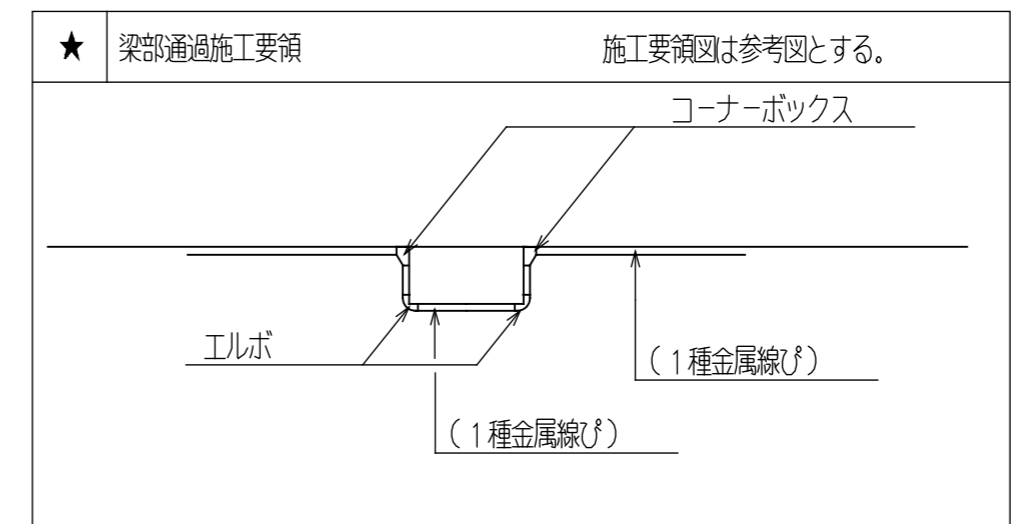 ★ 梁部通過施工要領 施工要領図は参考図とする。
コーナーボックス
エルボ
(1種金属線ぴ)
(1種金属線ぴ)